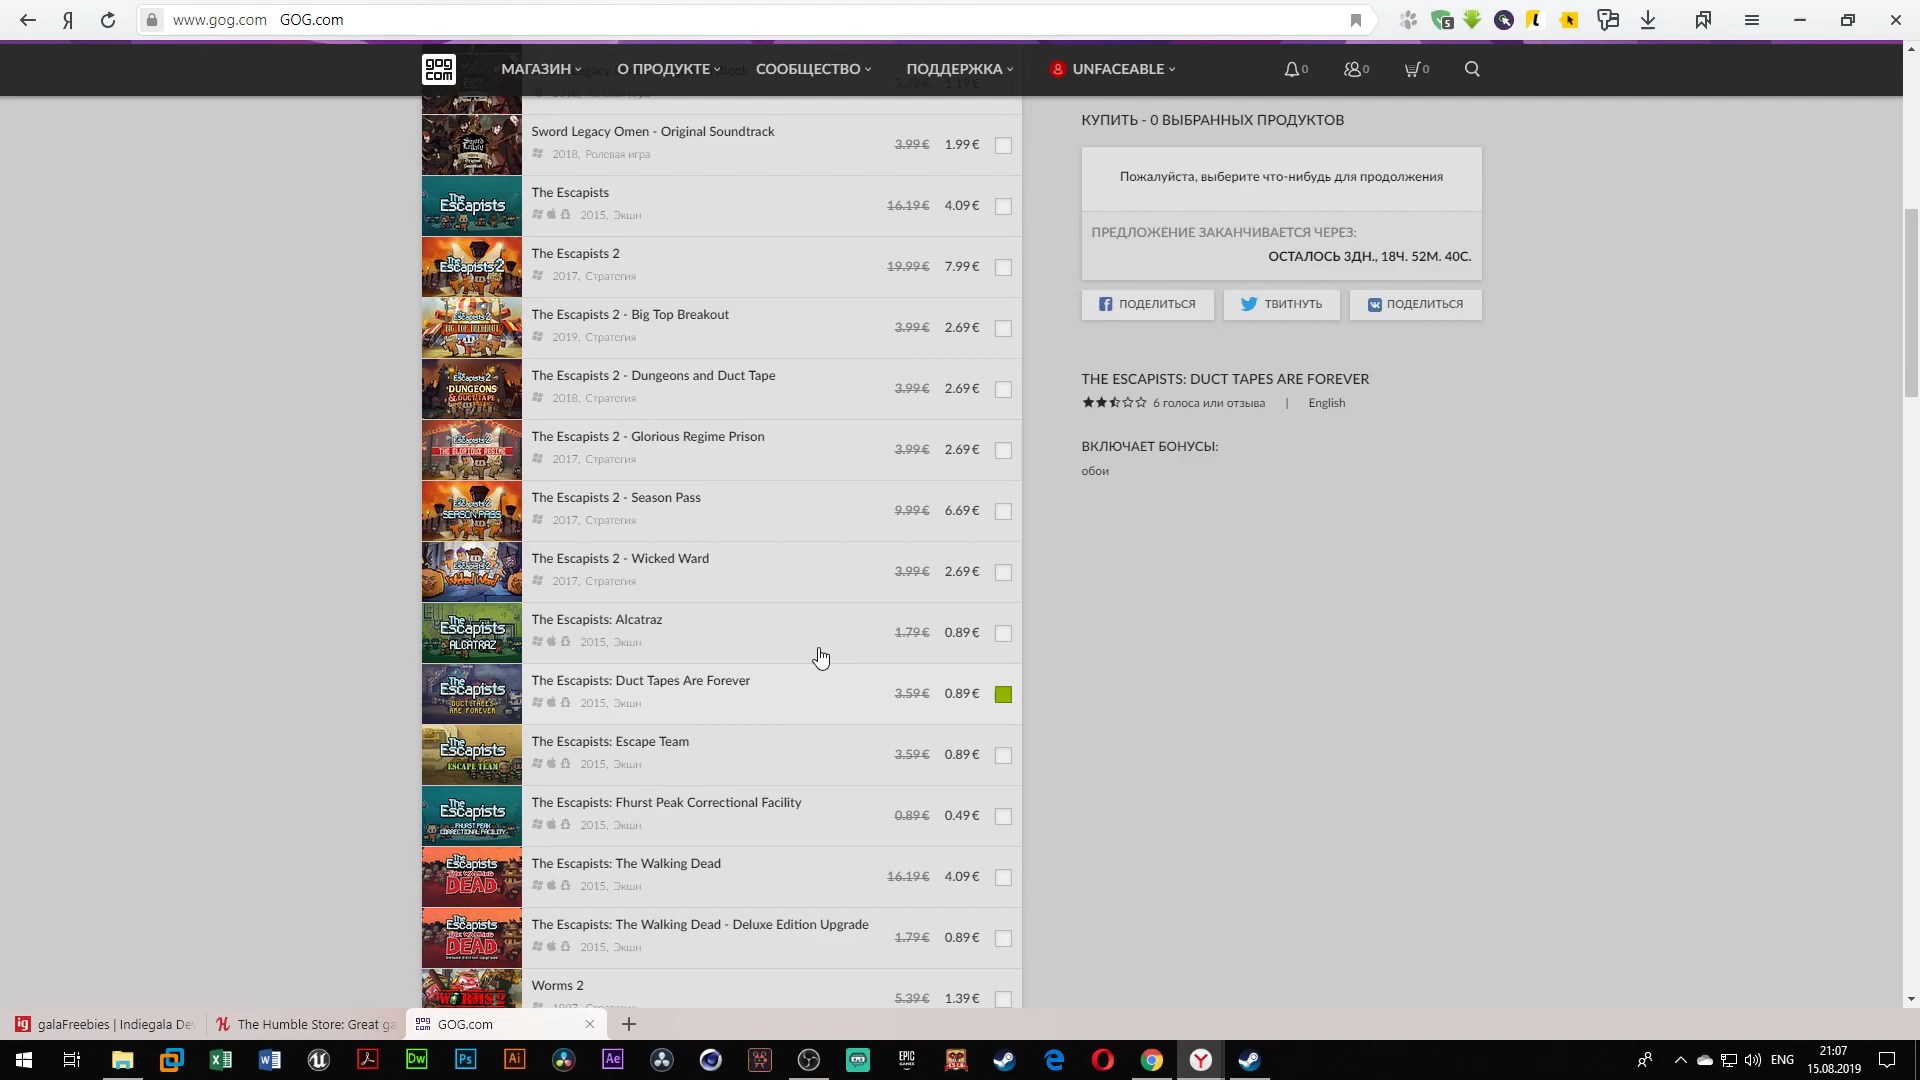 www.gog.com GOG.com
5
gog com
МАГАЗИН
О ПРОДУКТЕ
СООБЩЕСТВО
ПОДДЕРЖКА
UNFACEABLE
0
0
0
Sword Legacy Omen - Original Soundtrack
2018, Ролевая игра
3.99 € 1.99 €
The Escapists
2015, Экшн
16.19 € 4.09 €
The Escapists 2
2017, Стратегия
19.99 € 7.99 €
The Escapists 2 - Big Top Breakout
2019, Стратегия
3.99 € 2.69 €
The Escapists 2 - Dungeons and Duct Tape
2018, Стратегия
3.99 € 2.69 €
The Escapists 2 - Glorious Regime Prison
2017, Стратегия
3.99 € 2.69 €
The Escapists 2 - Season Pass
2017, Стратегия
9.99 € 6.69 €
The Escapists 2 - Wicked Ward
2017, Стратегия
3.99 € 2.69 €
The Escapists: Alcatraz
2015, Экшн
1.79 € 0.89 €
The Escapists: Duct Tapes Are Forever
2015, Экшн
3.59 € 0.89 €
The Escapists: Escape Team
2015, Экшн
3.59 € 0.89 €
The Escapists: Fhurst Peak Correctional Facility
2015, Экшн
0.89 € 0.49 €
The Escapists: The Walking Dead
2015, Экшн
16.19 € 4.09 €
The Escapists: The Walking Dead - Deluxe Edition Upgrade
2015, Экшн
1.79 € 0.89 €
Worms 2
5.39 € 1.39 €
КУПИТЬ - 0 ВЫБРАННЫХ ПРОДУКТОВ
Пожалуйста, выберите что-нибудь для продолжения
ПРЕДЛОЖЕНИЕ ЗАКАНЧИВАЕТСЯ ЧЕРЕЗ:
ОСТАЛОСЬ 3ДН., 18Ч. 52М. 40С.
ПОДЕЛИТЬСЯ
ТВИТНУТЬ
ПОДЕЛИТЬСЯ
THE ESCAPISTS: DUCT TAPES ARE FOREVER
6 голоса или отзыва | English
ВКЛЮЧАЕТ БОНУСЫ:
обои
galaFreebies | Indiegala De
The Humble Store: Great ga
GOG.com
ENG
21:07
15.08.2019